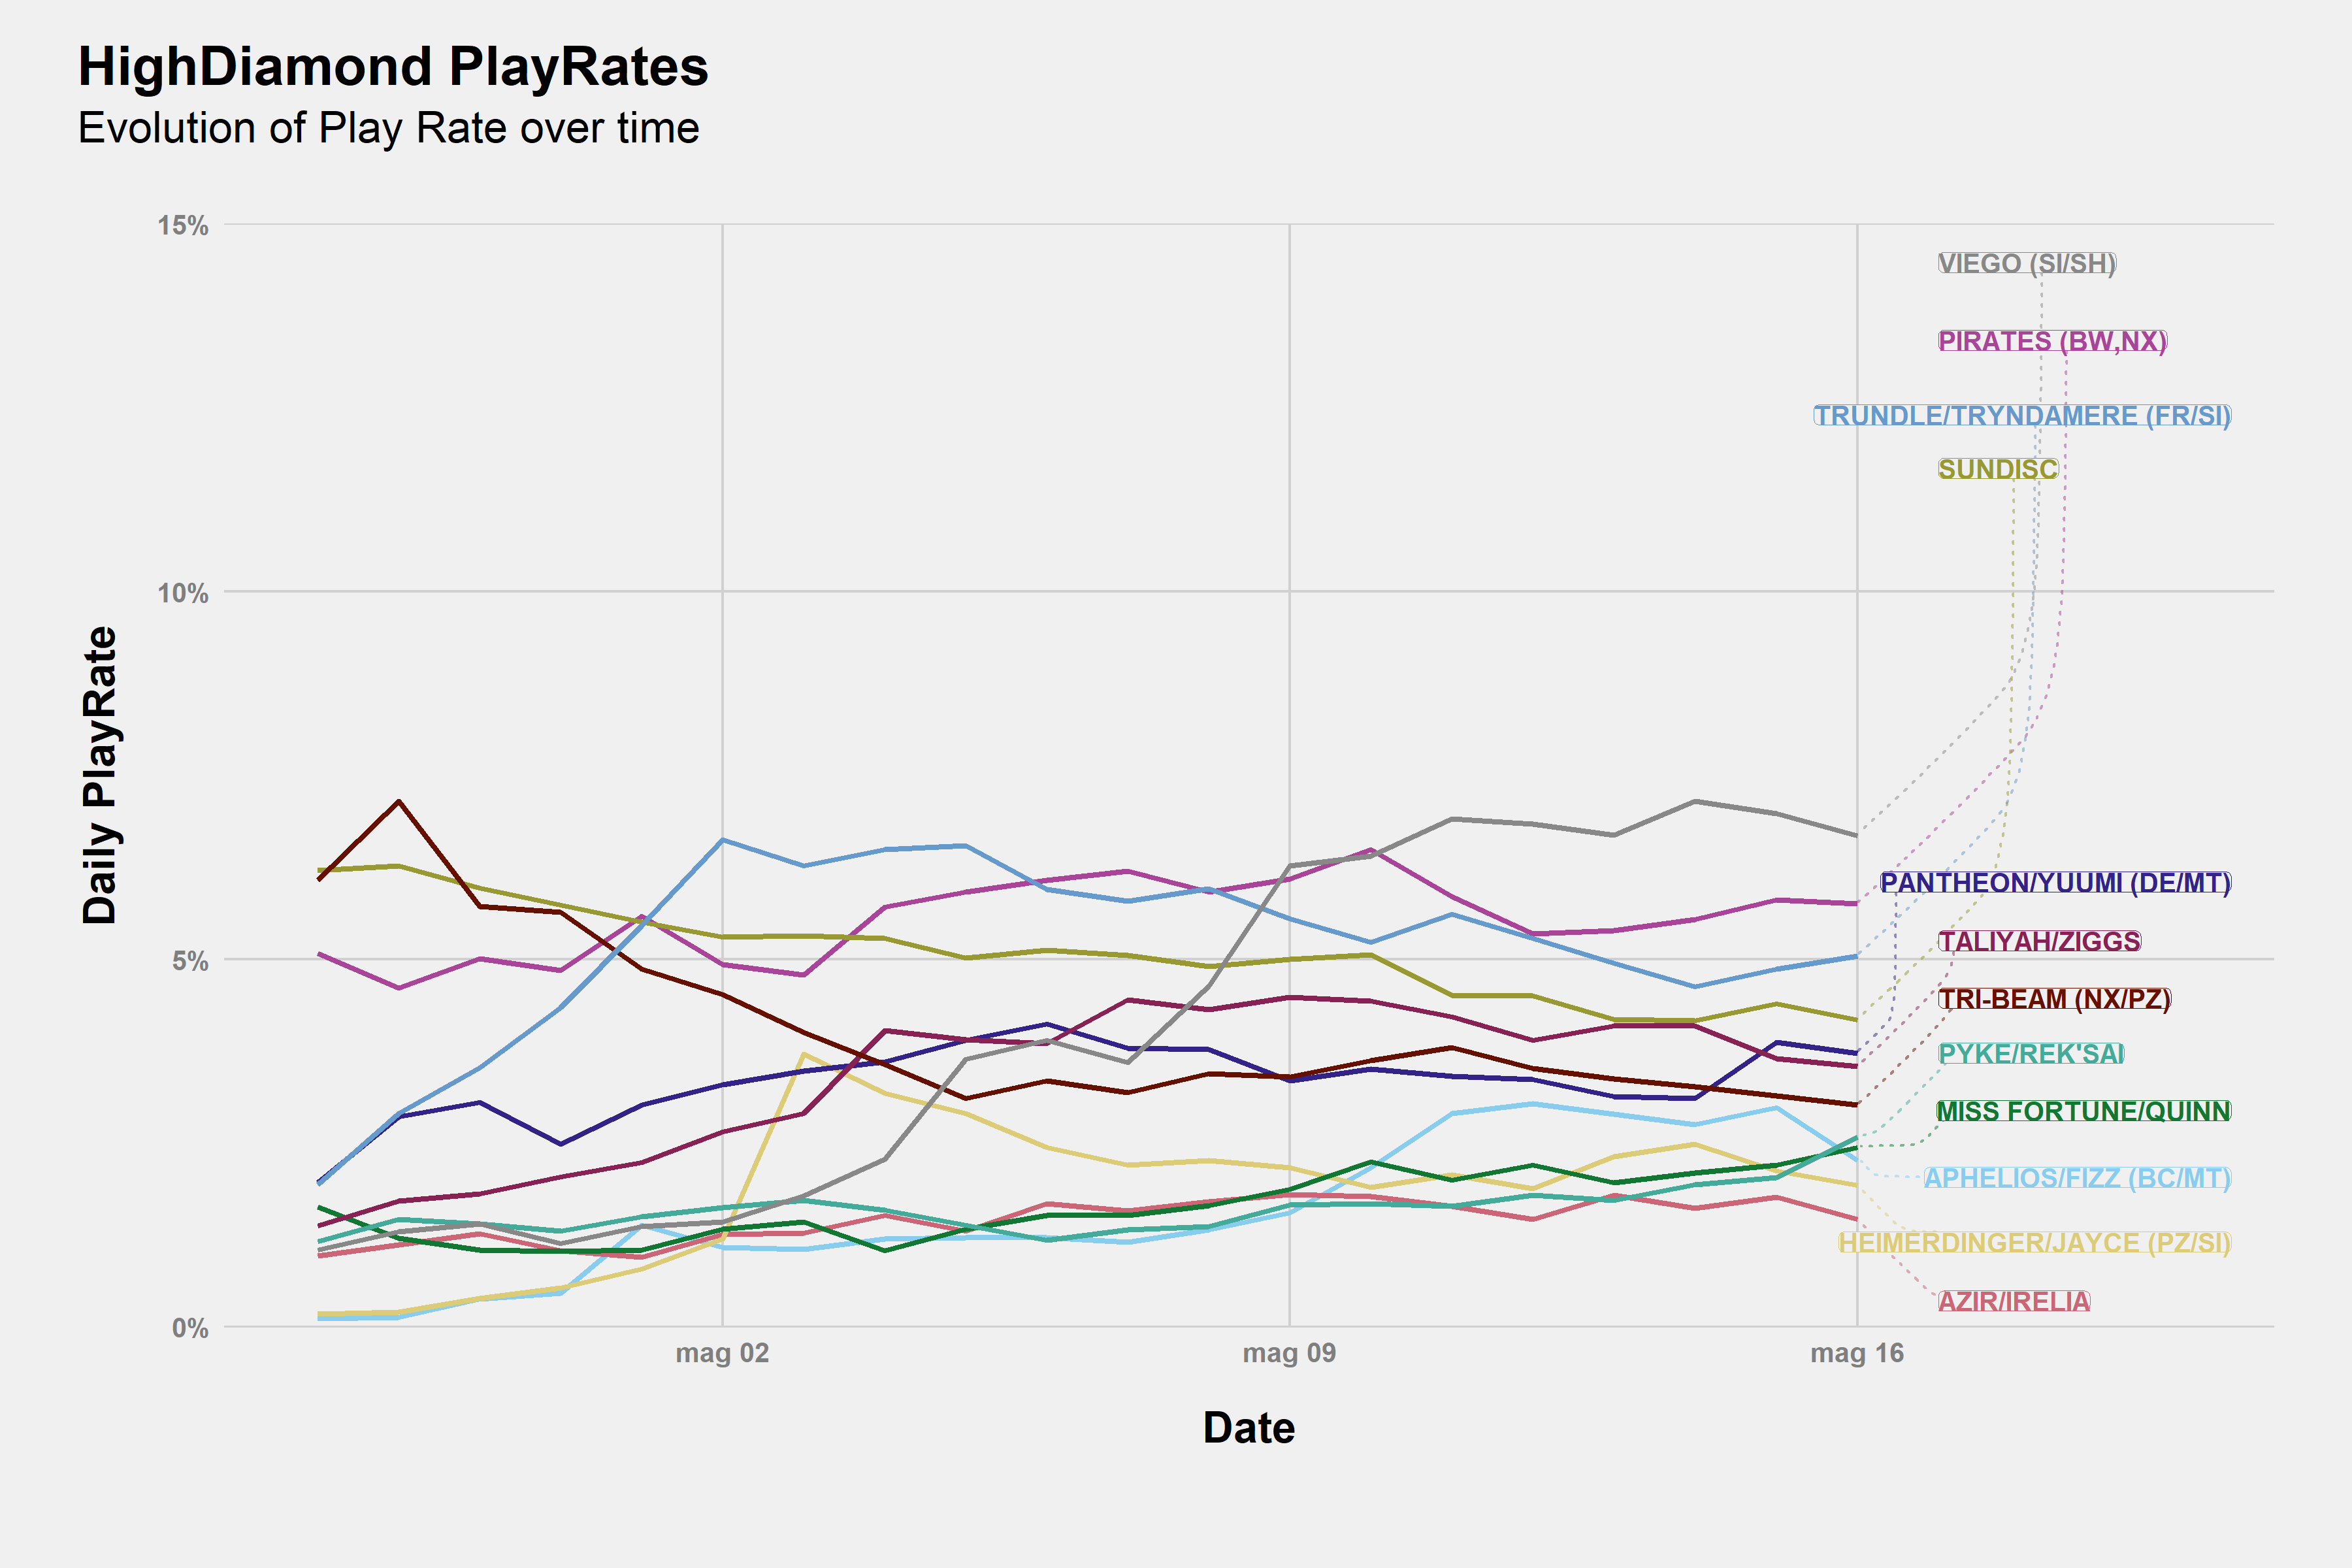 HighDiamond PlayRates
Evolution of Play Rate over time
15%
10%
5%
0%
Daily PlayRate
VIEGO (SI/SH)
PIRATES (BW,NX)
TRUNDLE/TRYNDAMERE (FR/SI)
SUNDISC
PANTHEON/YUUMI (DE/MT)
TALIYAH/ZIGGS
TRI-BEAM (NX/PZ)
PYKE/REK'SAI
MISS FORTUNE/QUINN
APHELIOS/FIZZ (BC/MT)
HEIMERDINGER/JAYCE (PZ/SI)
AZIR/IRELIA
mag 02
mag 09
mag 16
Date